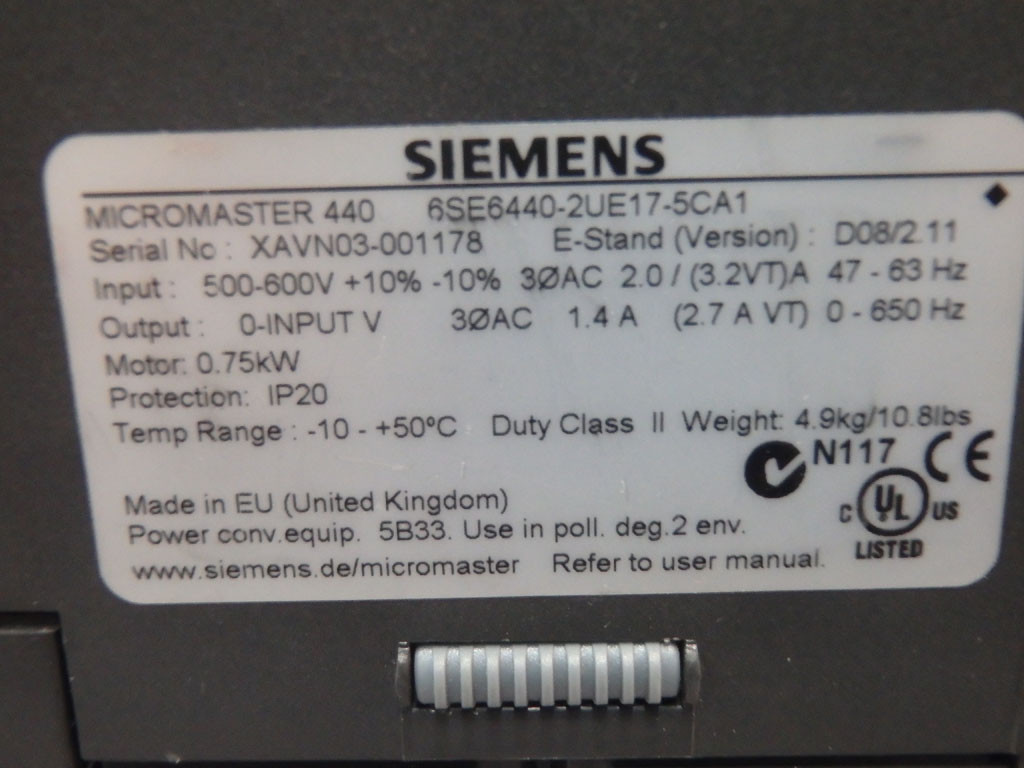 SIEMENS
MICROMASTER 440 6SE6440-2UE17-5CA1
Serial No : XAVN03-001178 E-Stand (Version) : D08/2.11
Input : 500-600V +10% -10% 3ØAC 2.0 / (3.2VT)A 47 - 63 Hz
Output : 0-INPUT V 3ØAC 1.4 A (2.7 A VT) 0 - 650 Hz
Motor: 0.75kW
Protection: IP20
Temp Range : -10 - +50ºC Duty Class II Weight: 4.9kg/10.8lbs
N117 CE
Made in EU (United Kingdom)
C UL US
Power conv.equip. 5B33. Use in poll. deg.2 env.
LISTED
www.siemens.de/micromaster Refer to user manual.